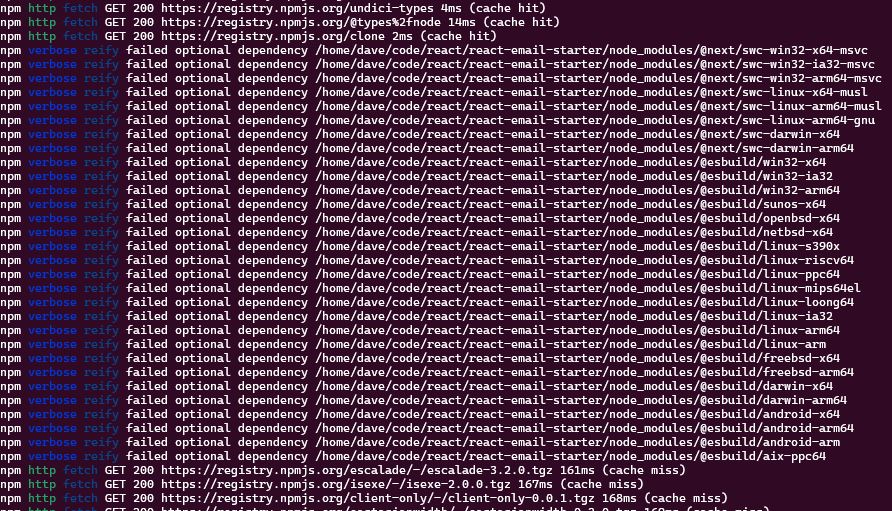 npm http fetch GET 200 https://registry.npmjs.org/undici-types 4ms (cache hit)
npm http fetch GET 200 https://registry.npmjs.org/@types%2fnode 14ms (cache hit)
npm http fetch GET 200 https://registry.npmjs.org/clone 2ms (cache hit)
npm verbose reify failed optional dependency /home/dave/code/react/react-email-starter/node_modules/@next/swc-win32-x64-msvc
npm verbose reify failed optional dependency /home/dave/code/react/react-email-starter/node_modules/@next/swc-win32-ia32-msvc
npm verbose reify failed optional dependency /home/dave/code/react/react-email-starter/node_modules/@next/swc-win32-arm64-msvc
npm verbose reify failed optional dependency /home/dave/code/react/react-email-starter/node_modules/@next/swc-linux-x64-musl
npm verbose reify failed optional dependency /home/dave/code/react/react-email-starter/node_modules/@next/swc-linux-arm64-musl
npm verbose reify failed optional dependency /home/dave/code/react/react-email-starter/node_modules/@next/swc-linux-arm64-gnu
npm verbose reify failed optional dependency /home/dave/code/react/react-email-starter/node_modules/@next/swc-darwin-x64
npm verbose reify failed optional dependency /home/dave/code/react/react-email-starter/node_modules/@next/swc-darwin-arm64
npm verbose reify failed optional dependency /home/dave/code/react/react-email-starter/node_modules/@esbuild/win32-x64
npm verbose reify failed optional dependency /home/dave/code/react/react-email-starter/node_modules/@esbuild/win32-ia32
npm verbose reify failed optional dependency /home/dave/code/react/react-email-starter/node_modules/@esbuild/win32-arm64
npm verbose reify failed optional dependency /home/dave/code/react/react-email-starter/node_modules/@esbuild/sunos-x64
npm verbose reify failed optional dependency /home/dave/code/react/react-email-starter/node_modules/@esbuild/openbsd-x64
npm verbose reify failed optional dependency /home/dave/code/react/react-email-starter/node_modules/@esbuild/netbsd-x64
npm verbose reify failed optional dependency /home/dave/code/react/react-email-starter/node_modules/@esbuild/linux-s390x
npm verbose reify failed optional dependency /home/dave/code/react/react-email-starter/node_modules/@esbuild/linux-riscv64
npm verbose reify failed optional dependency /home/dave/code/react/react-email-starter/node_modules/@esbuild/linux-ppc64
npm verbose reify failed optional dependency /home/dave/code/react/react-email-starter/node_modules/@esbuild/linux-mips64el
npm verbose reify failed optional dependency /home/dave/code/react/react-email-starter/node_modules/@esbuild/linux-loong64
npm verbose reify failed optional dependency /home/dave/code/react/react-email-starter/node_modules/@esbuild/linux-ia32
npm verbose reify failed optional dependency /home/dave/code/react/react-email-starter/node_modules/@esbuild/linux-arm64
npm verbose reify failed optional dependency /home/dave/code/react/react-email-starter/node_modules/@esbuild/linux-arm
npm verbose reify failed optional dependency /home/dave/code/react/react-email-starter/node_modules/@esbuild/freebsd-x64
npm verbose reify failed optional dependency /home/dave/code/react/react-email-starter/node_modules/@esbuild/freebsd-arm64
npm verbose reify failed optional dependency /home/dave/code/react/react-email-starter/node_modules/@esbuild/darwin-x64
npm verbose reify failed optional dependency /home/dave/code/react/react-email-starter/node_modules/@esbuild/darwin-arm64
npm verbose reify failed optional dependency /home/dave/code/react/react-email-starter/node_modules/@esbuild/android-x64
npm verbose reify failed optional dependency /home/dave/code/react/react-email-starter/node_modules/@esbuild/android-arm64
npm verbose reify failed optional dependency /home/dave/code/react/react-email-starter/node_modules/@esbuild/android-arm
npm verbose reify failed optional dependency /home/dave/code/react/react-email-starter/node_modules/@esbuild/aix-ppc64
npm http fetch GET 200 https://registry.npmjs.org/escalade/-/escalade-3.2.0.tgz 161ms (cache miss)
npm http fetch GET 200 https://registry.npmjs.org/isexe/-/isexe-2.0.0.tgz 167ms (cache miss)
npm http fetch GET 200 https://registry.npmjs.org/client-only/-/client-only-0.0.1.tgz 168ms (cache miss)